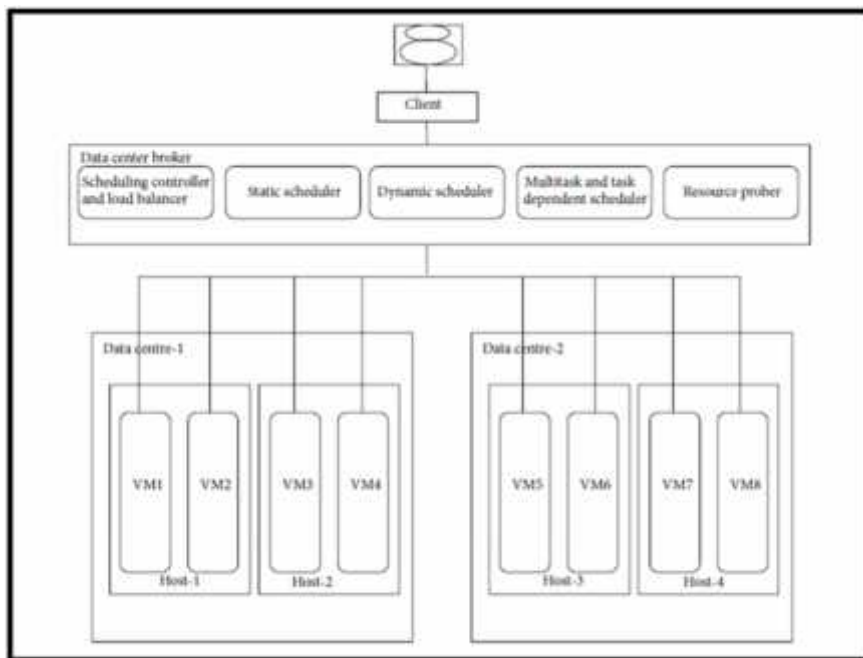 Client
Data center broker
Scheduling controller
and load balancer
Static scheduler
Dynamic scheduler
Multitask and task
dependent scheduler
Resource prober
Data centre-1
Data centre-2
VM1
VM2
VM3
VM4
VM5
VM6
VM7
VM8
Host-1
Host-2
Host-3
Host-4